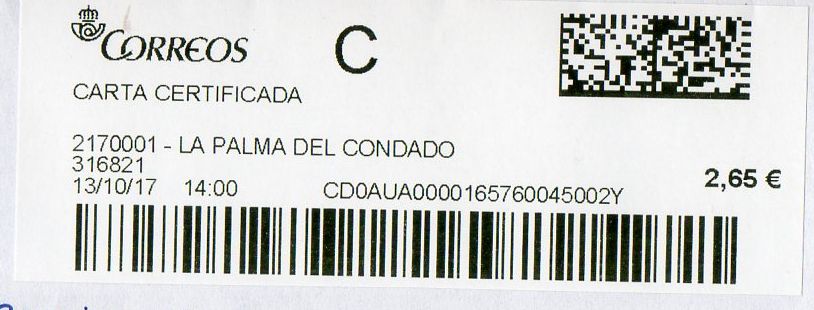 CORREOS
C
CARTA CERTIFICADA
2170001 - LA PALMA DEL CONDADO
316821
13/10/17 14:00 CD0AUA0000165760045002Y 2,65 €